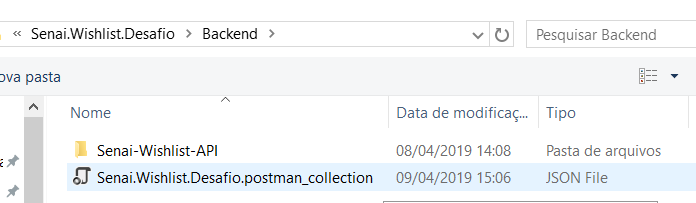 « Senai.Wishlist.Desafio > Backend >
Pesquisar Backend
ova pasta
Nome
Data de modificaç...
Tipo
Senai-Wishlist-API
08/04/2019 14:08
Pasta de arquivos
Senai.Wishlist.Desafio.postman_collection
09/04/2019 15:06
JSON File